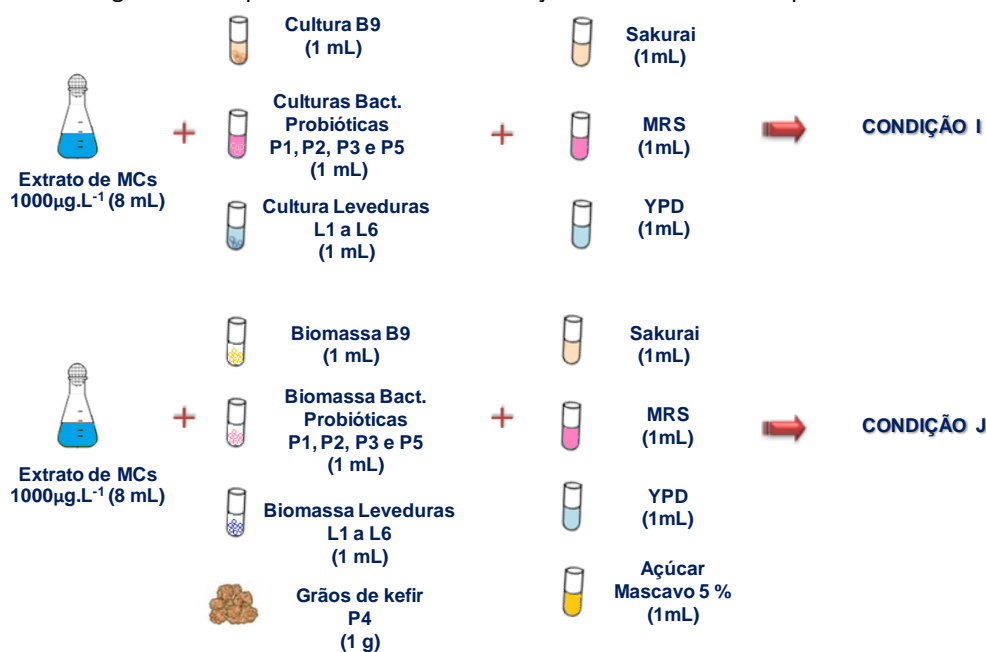 Cultura B9
(1 mL)
Culturas Bact.
Probióticas
P1, P2, P3 e P5
(1 mL)
Cultura Leveduras
L1 a L6
(1 mL)
Extrato de MCs
1000µg.L-1 (8 mL)
+
+
Sakurai
(1mL)
MRS
(1mL)
YPD
(1mL)
CONDIÇÃO I
Biomassa B9
(1 mL)
Biomassa Bact.
Probióticas
P1, P2, P3 e P5
(1 mL)
Biomassa Leveduras
L1 a L6
(1 mL)
Grãos de kefir
P4
(1 g)
Extrato de MCs
1000µg.L-1 (8 mL)
+
+
Sakurai
(1mL)
MRS
(1mL)
YPD
(1mL)
Açúcar
Mascavo 5 %
(1mL)
CONDIÇÃO J